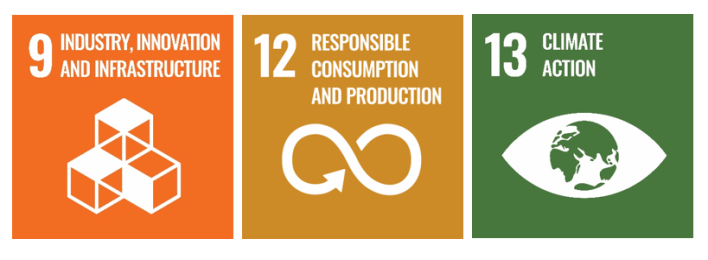 9 INDUSTRY, INNOVATION
AND INFRASTRUCTURE
12 RESPONSIBLE
CONSUMPTION
AND PRODUCTION
13 CLIMATE
ACTION